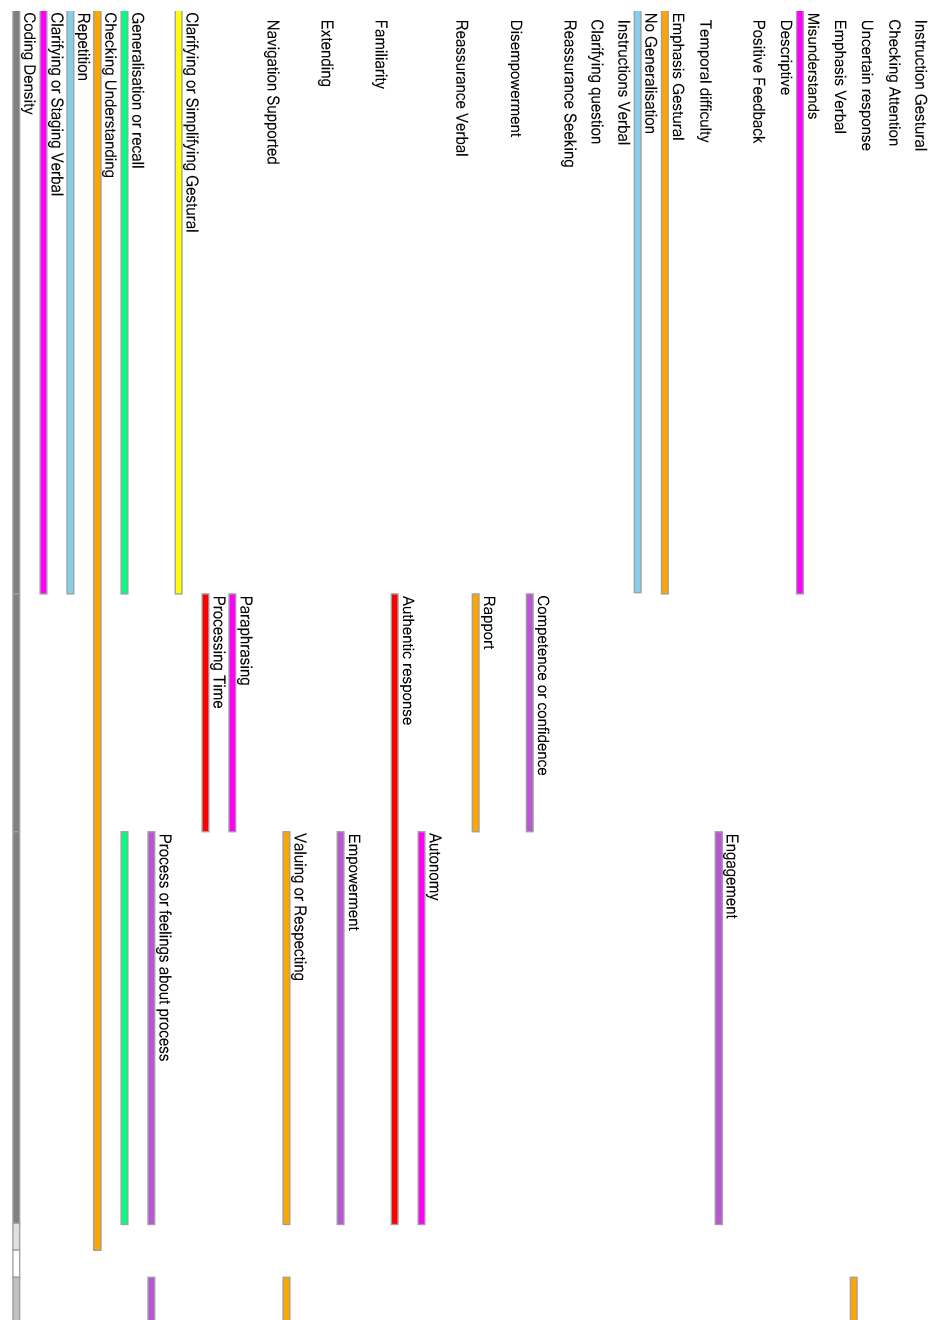 Instruction Gestural
Checking Attention
Uncertain response
Emphasis Verbal
Misunderstands
Descriptive
Positive Feedback
Engagement
Temporal difficulty
Emphasis Gestural
No Generalisation
Instructions Verbal
Clarifying question
Reassurance Seeking
Competence or confidence
Disempowerment
Rapport
Reassurance Verbal
Autonomy
Authentic response
Familiarity
Empowerment
Extending
Valuing or Respecting
Navigation Supported
Paraphrasing
Processing Time
Clarifying or Simplifying Gestural
Process or feelings about process
Generalisation or recall
Checking Understanding
Repetition
Clarifying or Staging Verbal
Coding Density